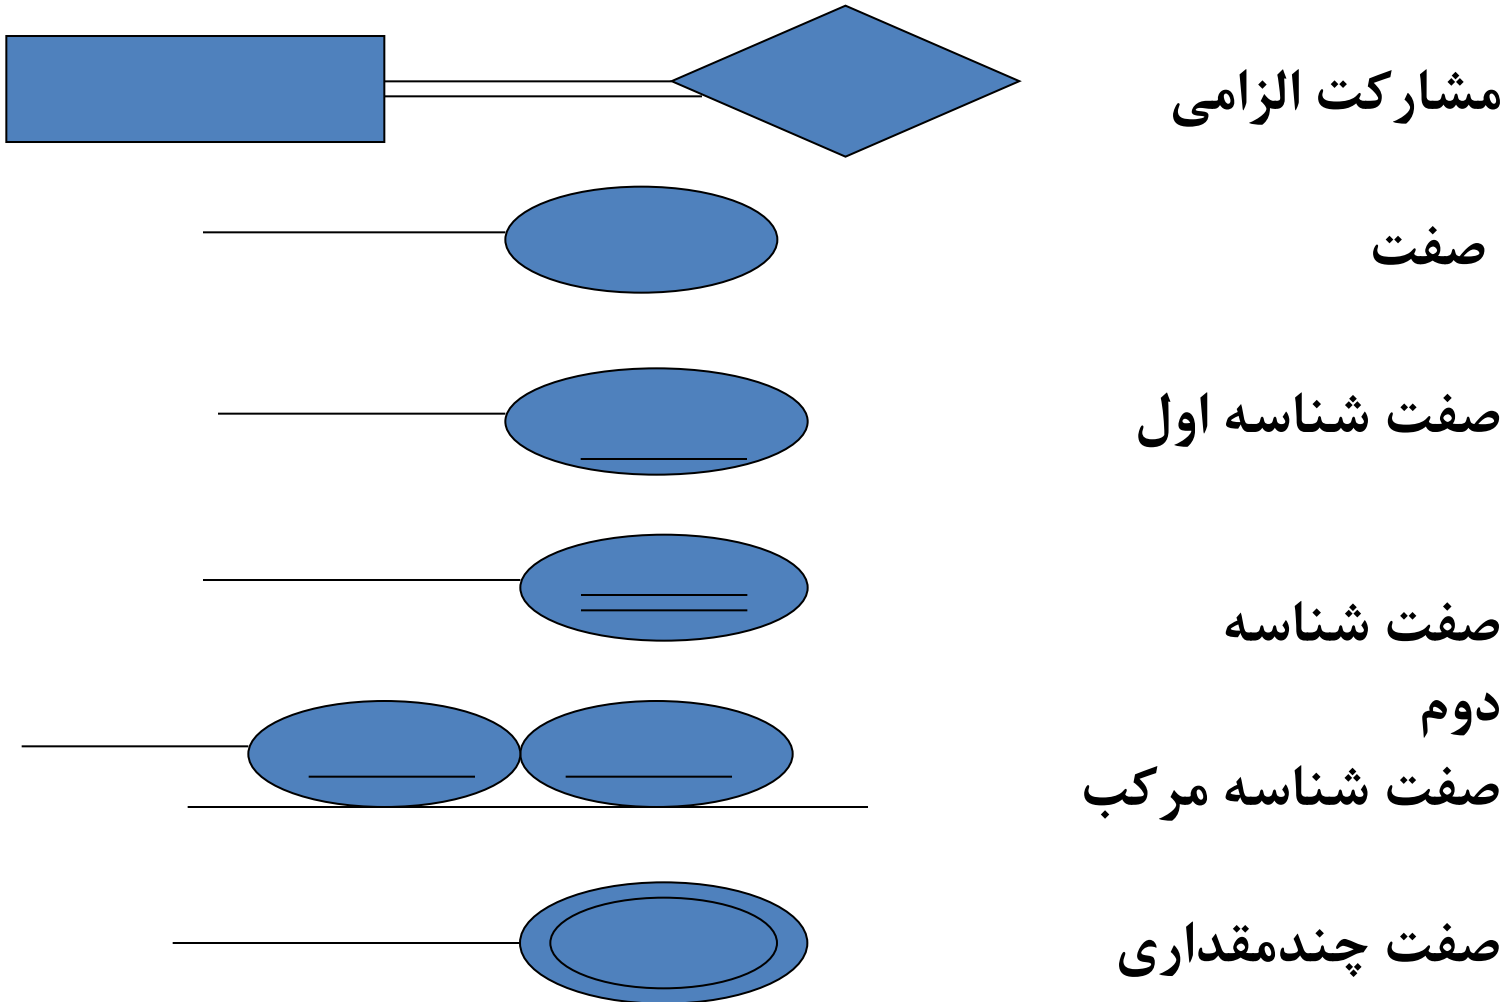 مشارکت الزامی
صفت
صفت شناسه اول
صفت شناسه
دوم
صفت شناسه مرکب
صفت چندمقداری